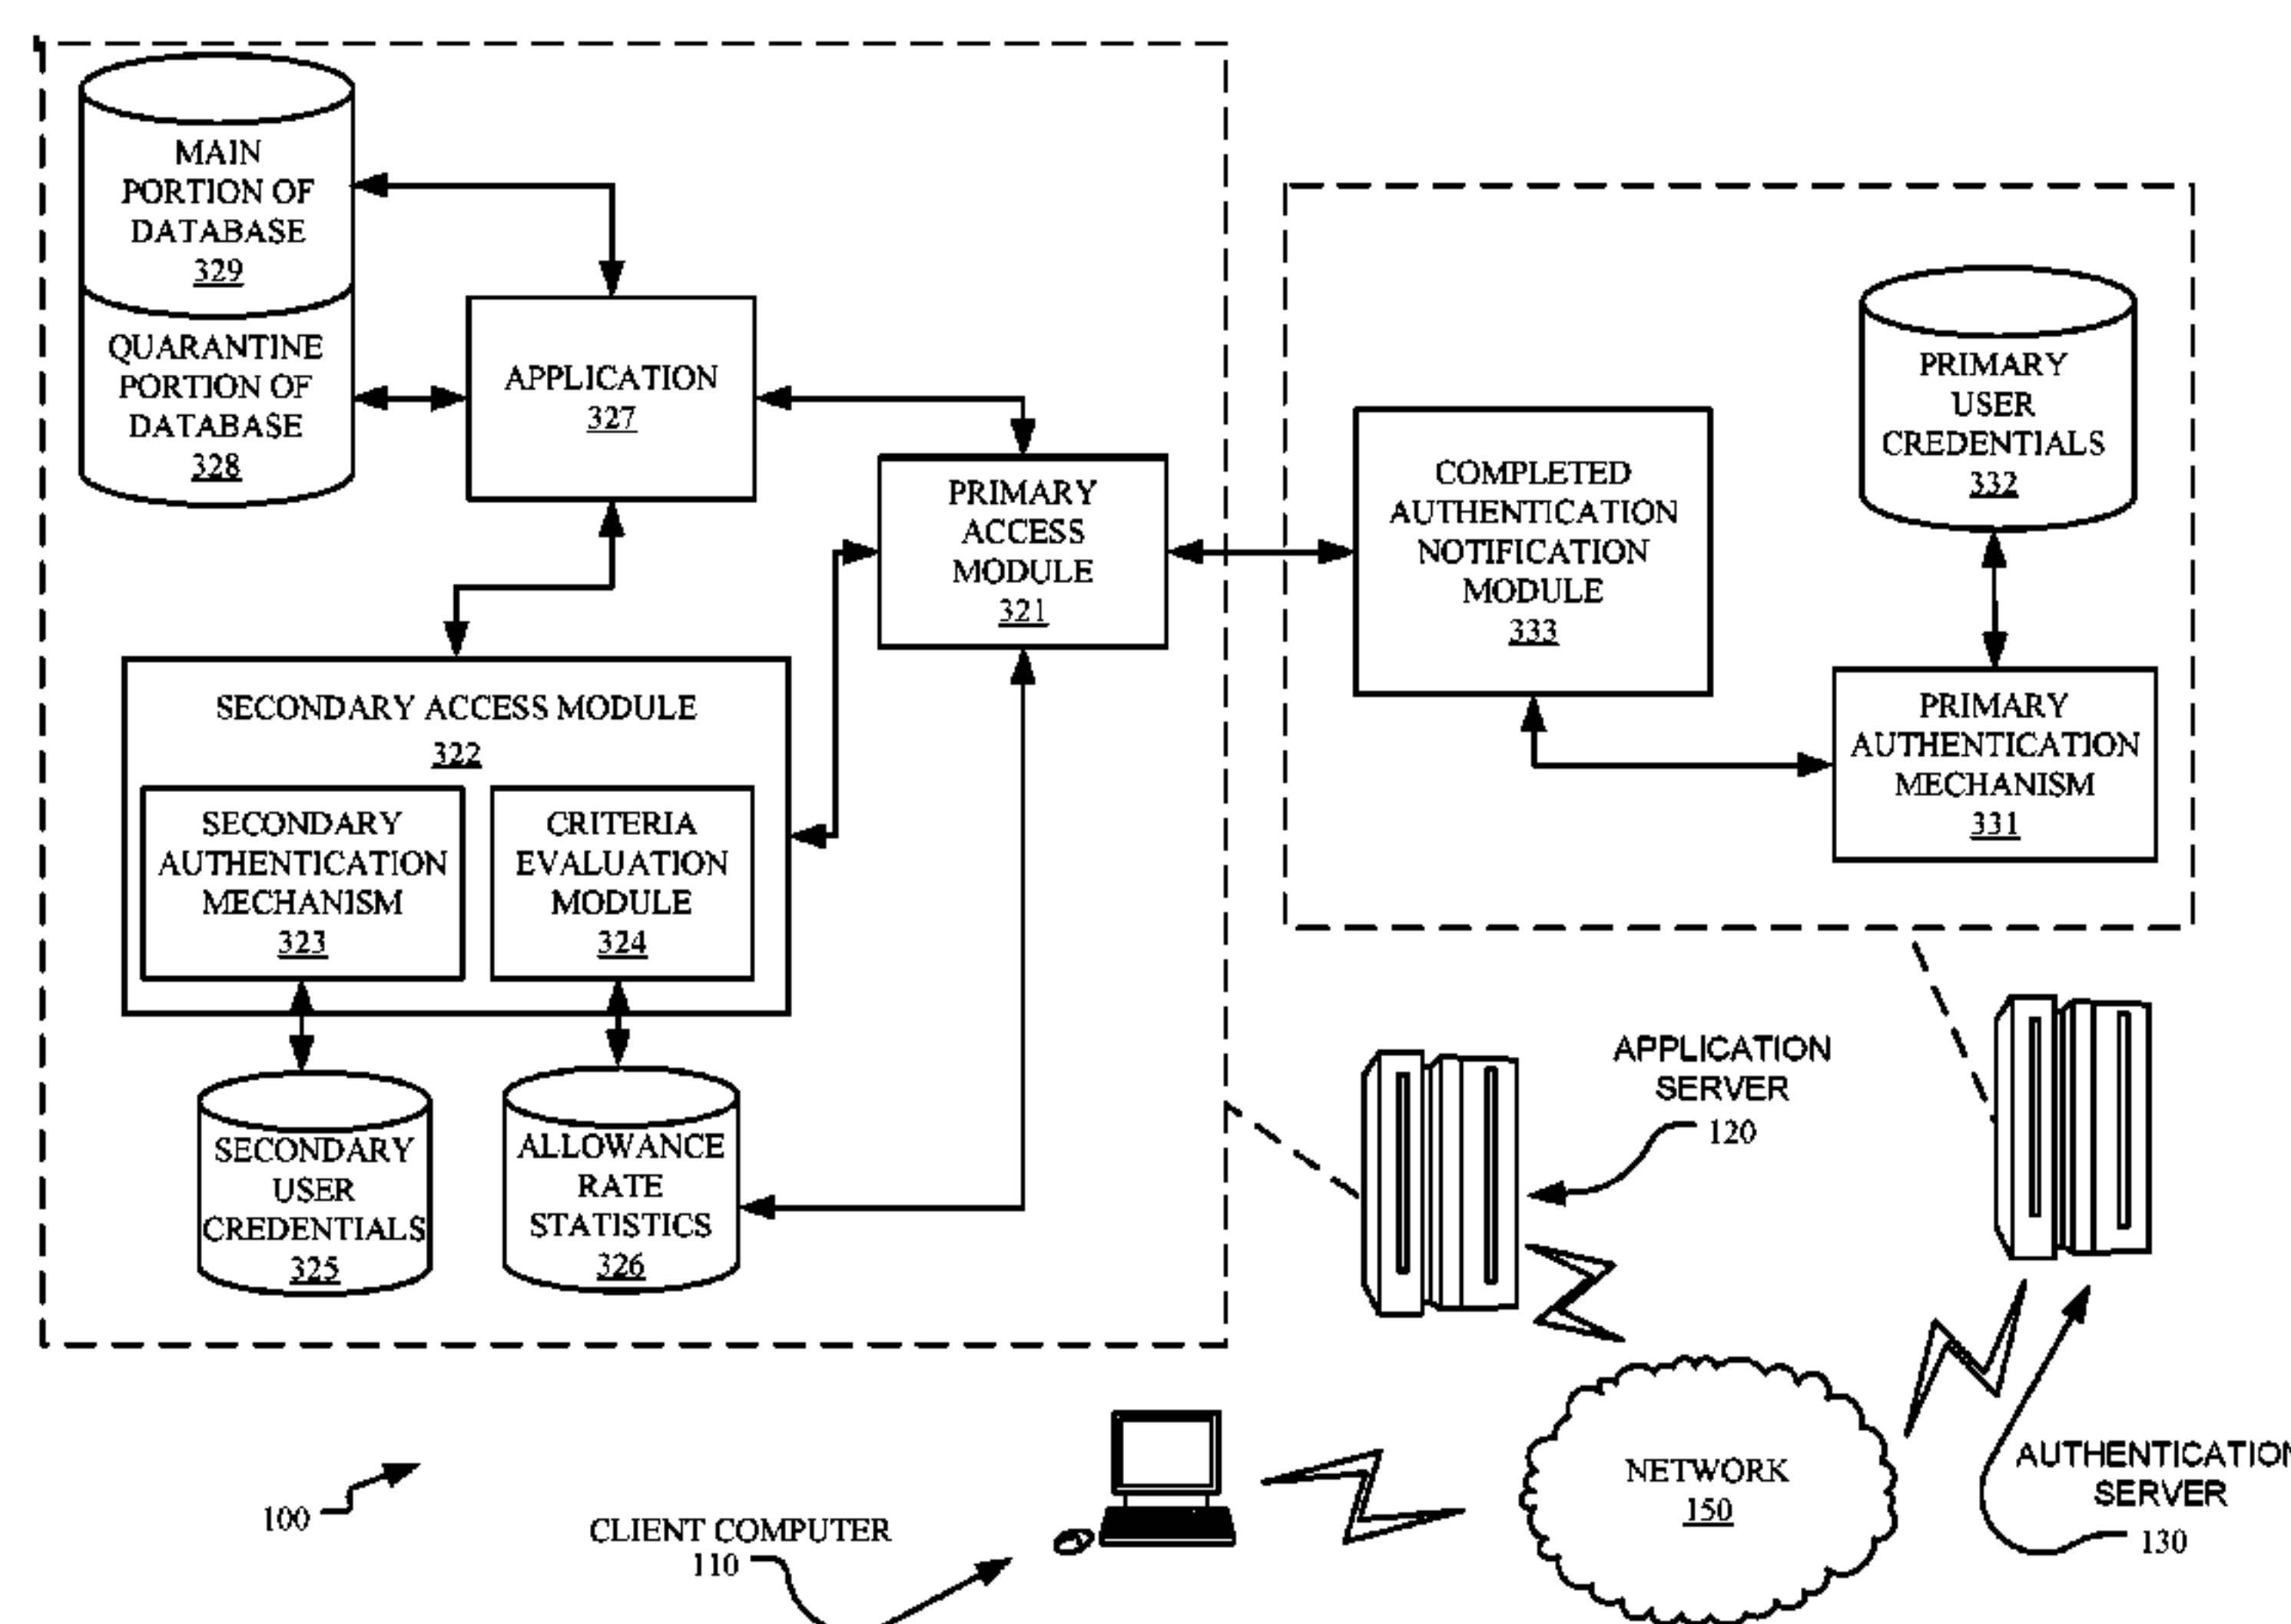 MAIN
PORTION OF
DATABASE
329
QUARANTINE
PORTION OF
DATABASE
328
APPLICATION
327
PRIMARY
ACCESS
MODULE
321
SECONDARY ACCESS MODULE
322
SECONDARY
AUTHENTICATION
MECHANISM
323
CRITERIA
EVALUATION
MODULE
324
SECONDARY
USER
CREDENTIALS
325
ALLOWANCE
RATE
STATISTICS
326
COMPLETED
AUTHENTICATION
NOTIFICATION
MODULE
333
PRIMARY
USER
CREDENTIALS
332
PRIMARY
AUTHENTICATION
MECHANISM
331
APPLICATION
SERVER
120
AUTHENTICATION
SERVER
130
NETWORK
150
CLIENT COMPUTER
110
100